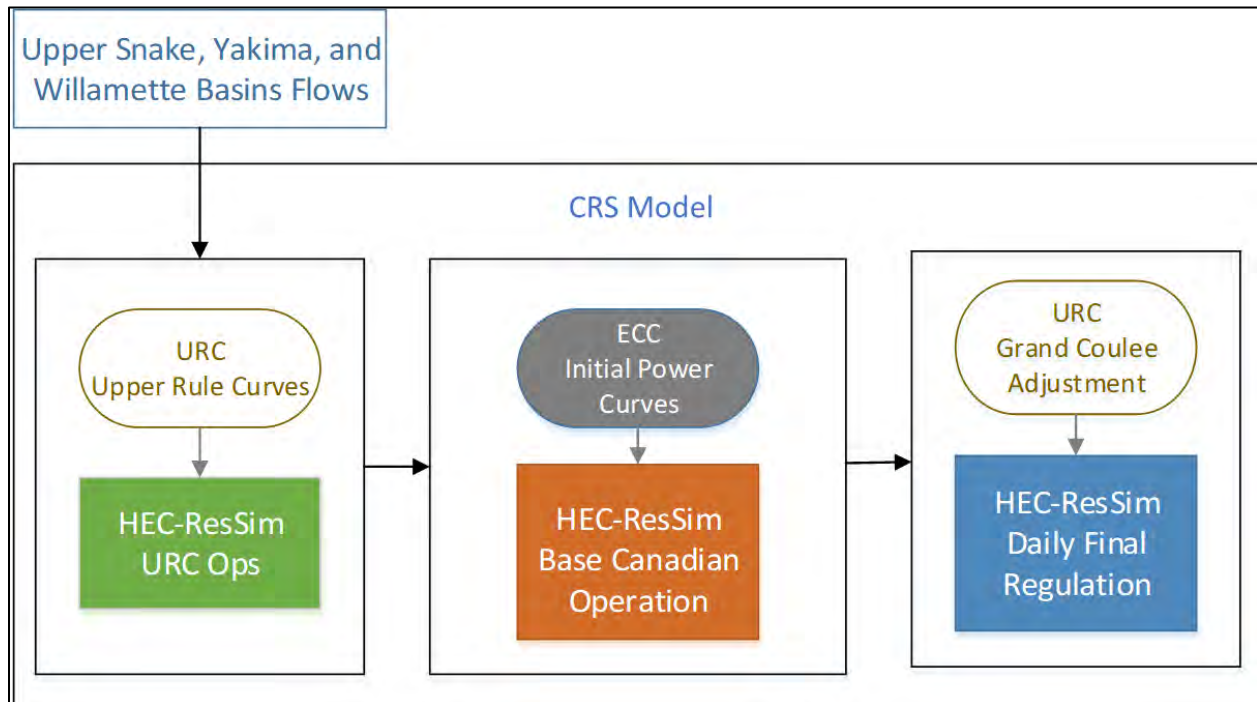 Upper Snake, Yakima, and
Willamette Basins Flows
CRS Model
URC
Upper Rule Curves
HEC-ResSim
URC Ops
ECC
Initial Power
Curves
HEC-ResSim
Base Canadian
Operation
URC
Grand Coulee
Adjustment
HEC-ResSim
Daily Final
Regulation